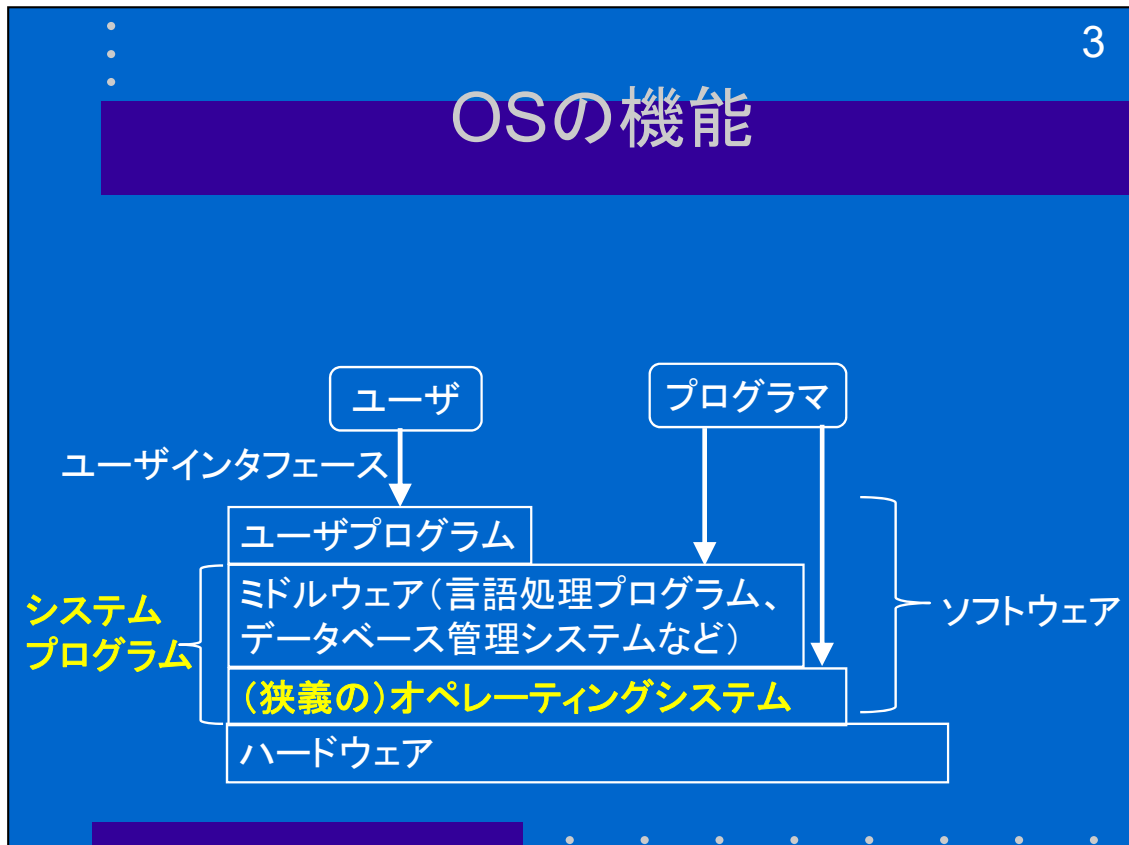 3
OSの機能
ユーザ
プログラマ
ユーザインタフェース
ユーザプログラム
ミドルウェア（言語処理プログラム、
データベース管理システムなど）
システム
プログラム
（狭義の）オペレーティングシステム
ハードウェア
ソフトウェア